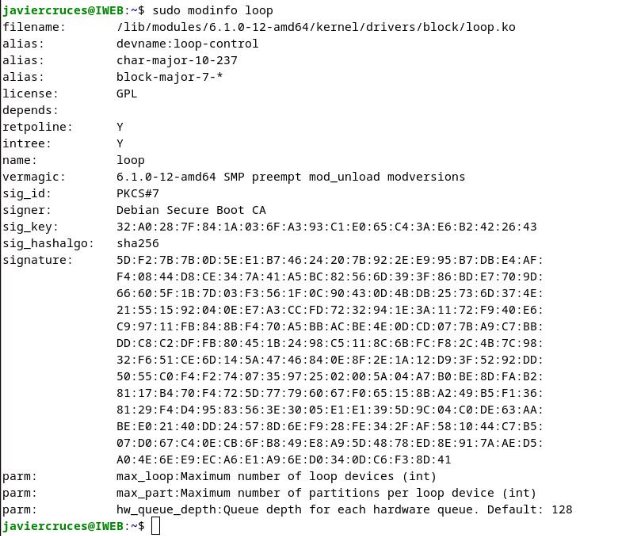 javiercruces@IWEB:~$ sudo modinfo loop
filename:       /lib/modules/6.1.0-12-amd64/kernel/drivers/block/loop.ko
alias:          devname:loop-control
alias:          char-major-10-237
alias:          block-major-7-*
license:        GPL
depends:
retpoline:      Y
intree:         Y
name:           loop
vermagic:       6.1.0-12-amd64 SMP preempt mod_unload modversions
sig_id:         PKCS#7
signer:         Debian Secure Boot CA
sig_key:        32:A0:28:7F:84:1A:03:6F:A3:93:C1:E0:65:C4:3A:E6:B2:42:26:43
sig_hashalgo:   sha256
signature:      5D:F2:7B:7B:0D:5E:E1:B7:46:24:20:7B:92:2E:E9:95:B7:DB:E4:AF:
                F4:08:44:D8:CE:34:7A:41:A5:BC:82:56:6D:39:3F:86:BD:E7:70:9D:
                66:60:5F:1B:7D:03:F3:56:1F:0C:90:43:0D:4B:DB:25:73:6D:37:4E:
                21:55:15:92:04:0E:E7:A3:CC:FD:72:32:94:1E:3A:11:72:F9:40:E6:
                C9:97:11:FB:84:8B:F4:70:A5:BB:AC:BE:4E:0D:CD:07:7B:A9:C7:BB:
                DD:C8:C2:DF:FB:80:45:1B:24:98:C5:11:8C:6B:FC:F8:2C:4B:7C:98:
                32:F6:51:CE:6D:14:5A:47:46:84:0E:8F:2E:1A:12:D9:3F:52:92:DD:
                50:55:C0:F4:F2:74:07:35:97:25:02:00:5A:04:A7:B0:BE:8D:FA:B2:
                81:17:B4:70:F4:72:5D:77:79:60:67:F0:65:15:8B:A2:49:B5:F1:36:
                81:29:F4:D4:95:83:56:3E:30:05:E1:E1:39:5D:9C:04:C0:DE:63:AA:
                BE:E0:21:40:DD:24:57:8D:6E:F9:28:FE:34:2F:AF:58:10:44:C7:B5:
                07:D0:67:C4:0E:CB:6F:B8:49:E8:A9:5D:48:78:ED:8E:91:7A:AE:D5:
                A0:4E:6E:E9:EC:A6:E1:A9:6E:D0:34:0D:C6:F3:8D:41
parm:           max_loop:Maximum number of loop devices (int)
parm:           max_part:Maximum number of partitions per loop device (int)
parm:           hw_queue_depth:Queue depth for each hardware queue. Default: 128
javiercruces@IWEB:~$